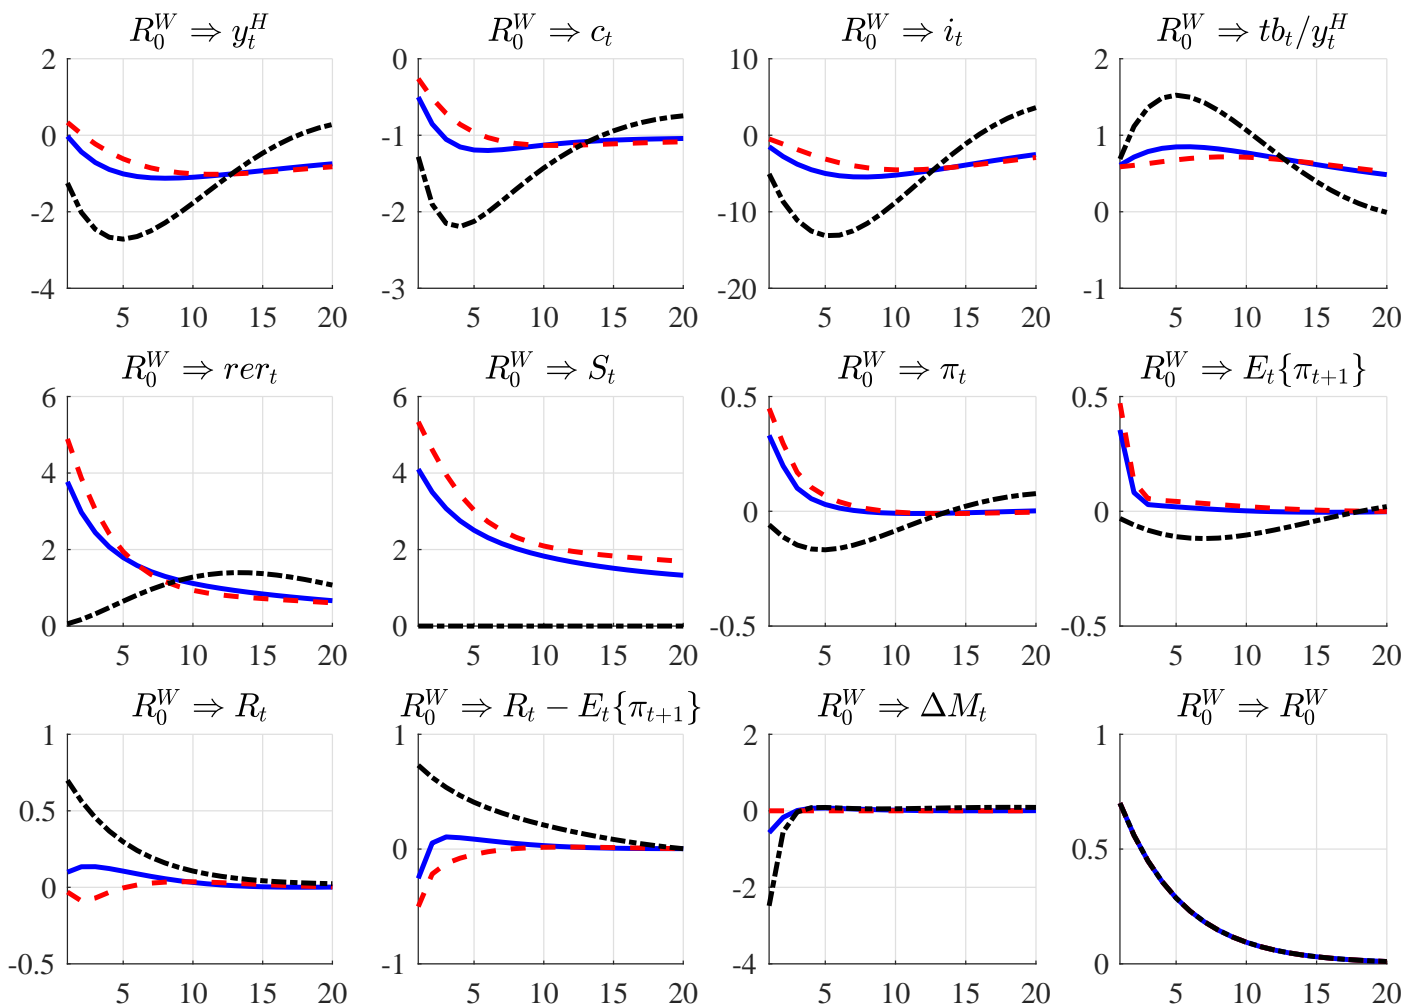 R_0^W ⇒ y_t^H
R_0^W ⇒ c_t
R_0^W ⇒ i_t
R_0^W ⇒ tb_t/y_t^H
2
0
-2
-4
5 10 15 20
0
-1
-2
-3
5 10 15 20
10
0
-10
-20
5 10 15 20
2
1
0
-1
5 10 15 20
R_0^W ⇒ rer_t
R_0^W ⇒ S_t
R_0^W ⇒ π_t
R_0^W ⇒ E_t{π_{t+1}}
6
4
2
0
5 10 15 20
6
4
2
0
5 10 15 20
0.5
0
-0.5
5 10 15 20
0.5
0
-0.5
5 10 15 20
R_0^W ⇒ R_t
R_0^W ⇒ R_t − E_t{π_{t+1}}
R_0^W ⇒ ΔM_t
R_0^W ⇒ R_0^W
1
0.5
0
-0.5
5 10 15 20
1
0
-1
5 10 15 20
2
0
-2
-4
5 10 15 20
1
0.5
0
5 10 15 20